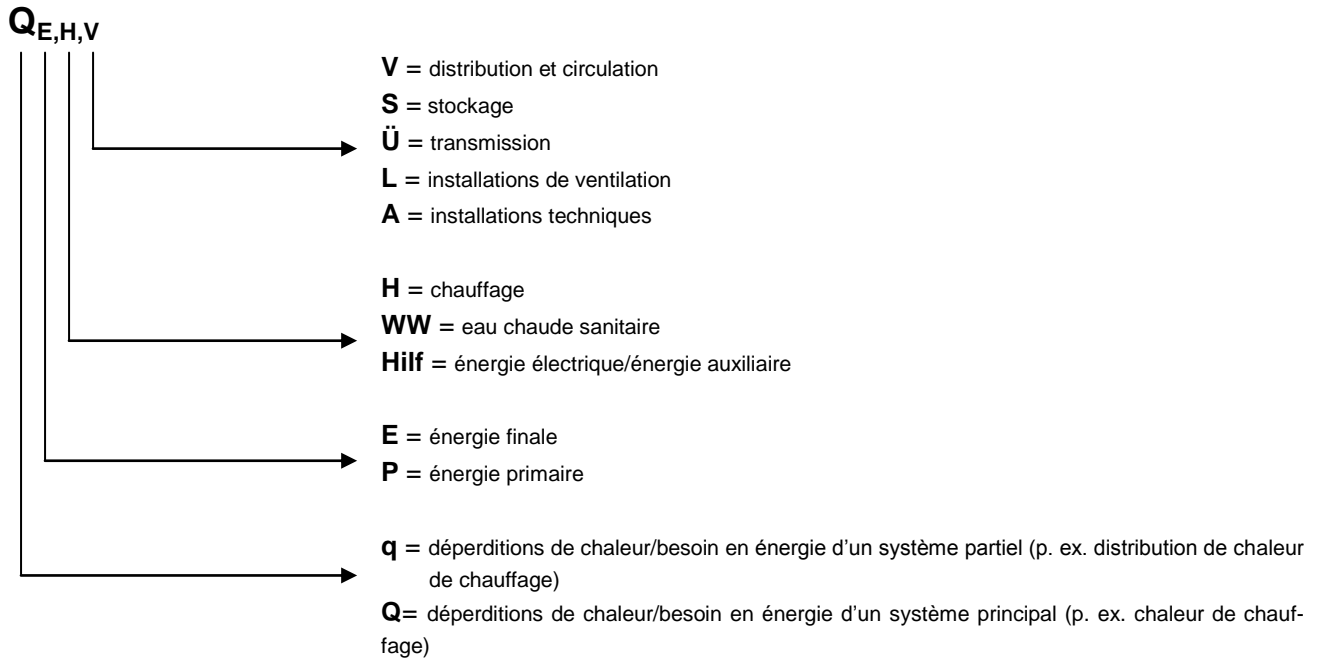 QE,H,V
V = distribution et circulation
S = stockage
Ü = transmission
L = installations de ventilation
A = installations techniques
H = chauffage
WW = eau chaude sanitaire
Hilf = énergie électrique/énergie auxiliaire
E = énergie finale
P = énergie primaire
q = déperditions de chaleur/besoin en énergie d'un système partiel (p. ex. distribution de chaleur
de chauffage)
Q= déperditions de chaleur/besoin en énergie d'un système principal (p. ex. chaleur de chauf-
fage)